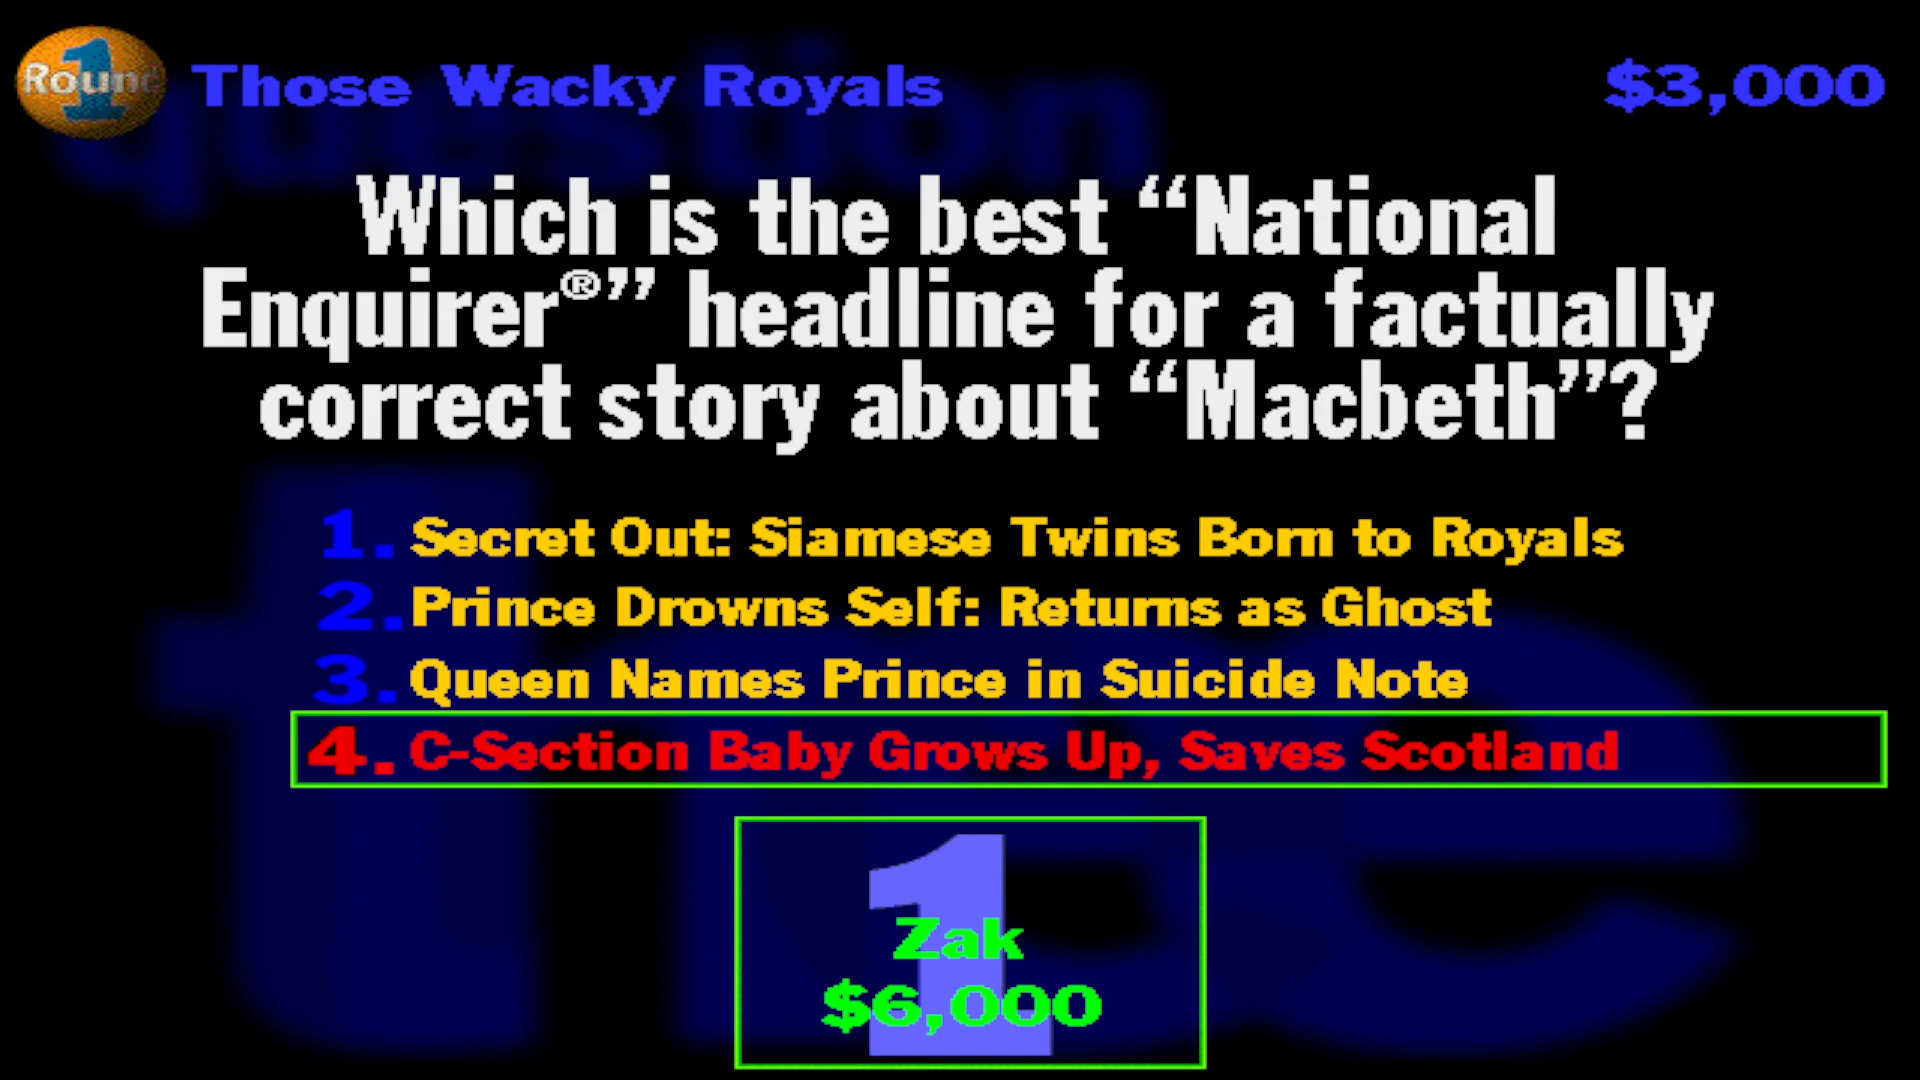 Round 1
Those Wacky Royals
$3,000
question
Which is the best “National
Enquirer®” headline for a factually
correct story about “Macbeth”?
1. Secret Out: Siamese Twins Born to Royals
2. Prince Drowns Self: Returns as Ghost
3. Queen Names Prince in Suicide Note
4. C-Section Baby Grows Up, Saves Scotland
the
1
Zak
$6,000